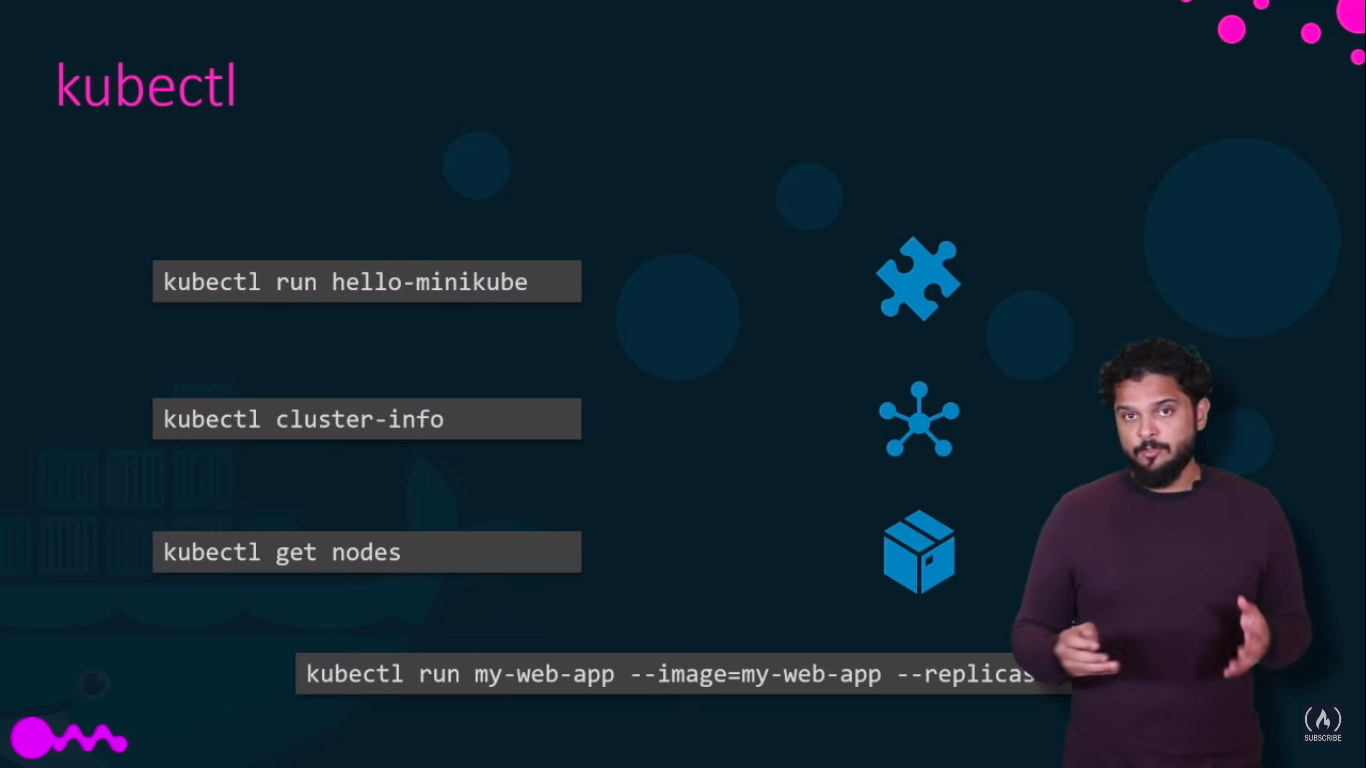 kubectl
kubectl run hello-minikube
kubectl cluster-info
kubectl get nodes
kubectl run my-web-app --image=my-web-app --replicas
SUBSCRIBE